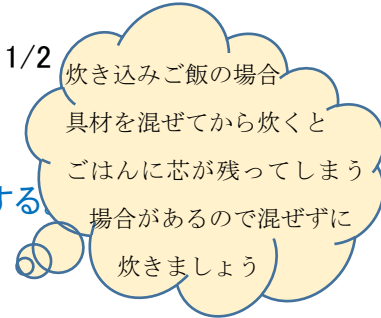 1/2
炊き込みご飯の場合
具材を混ぜてから炊くと
ごはんに芯が残ってしまう
する。
場合があるので混ぜずに
炊きましょう